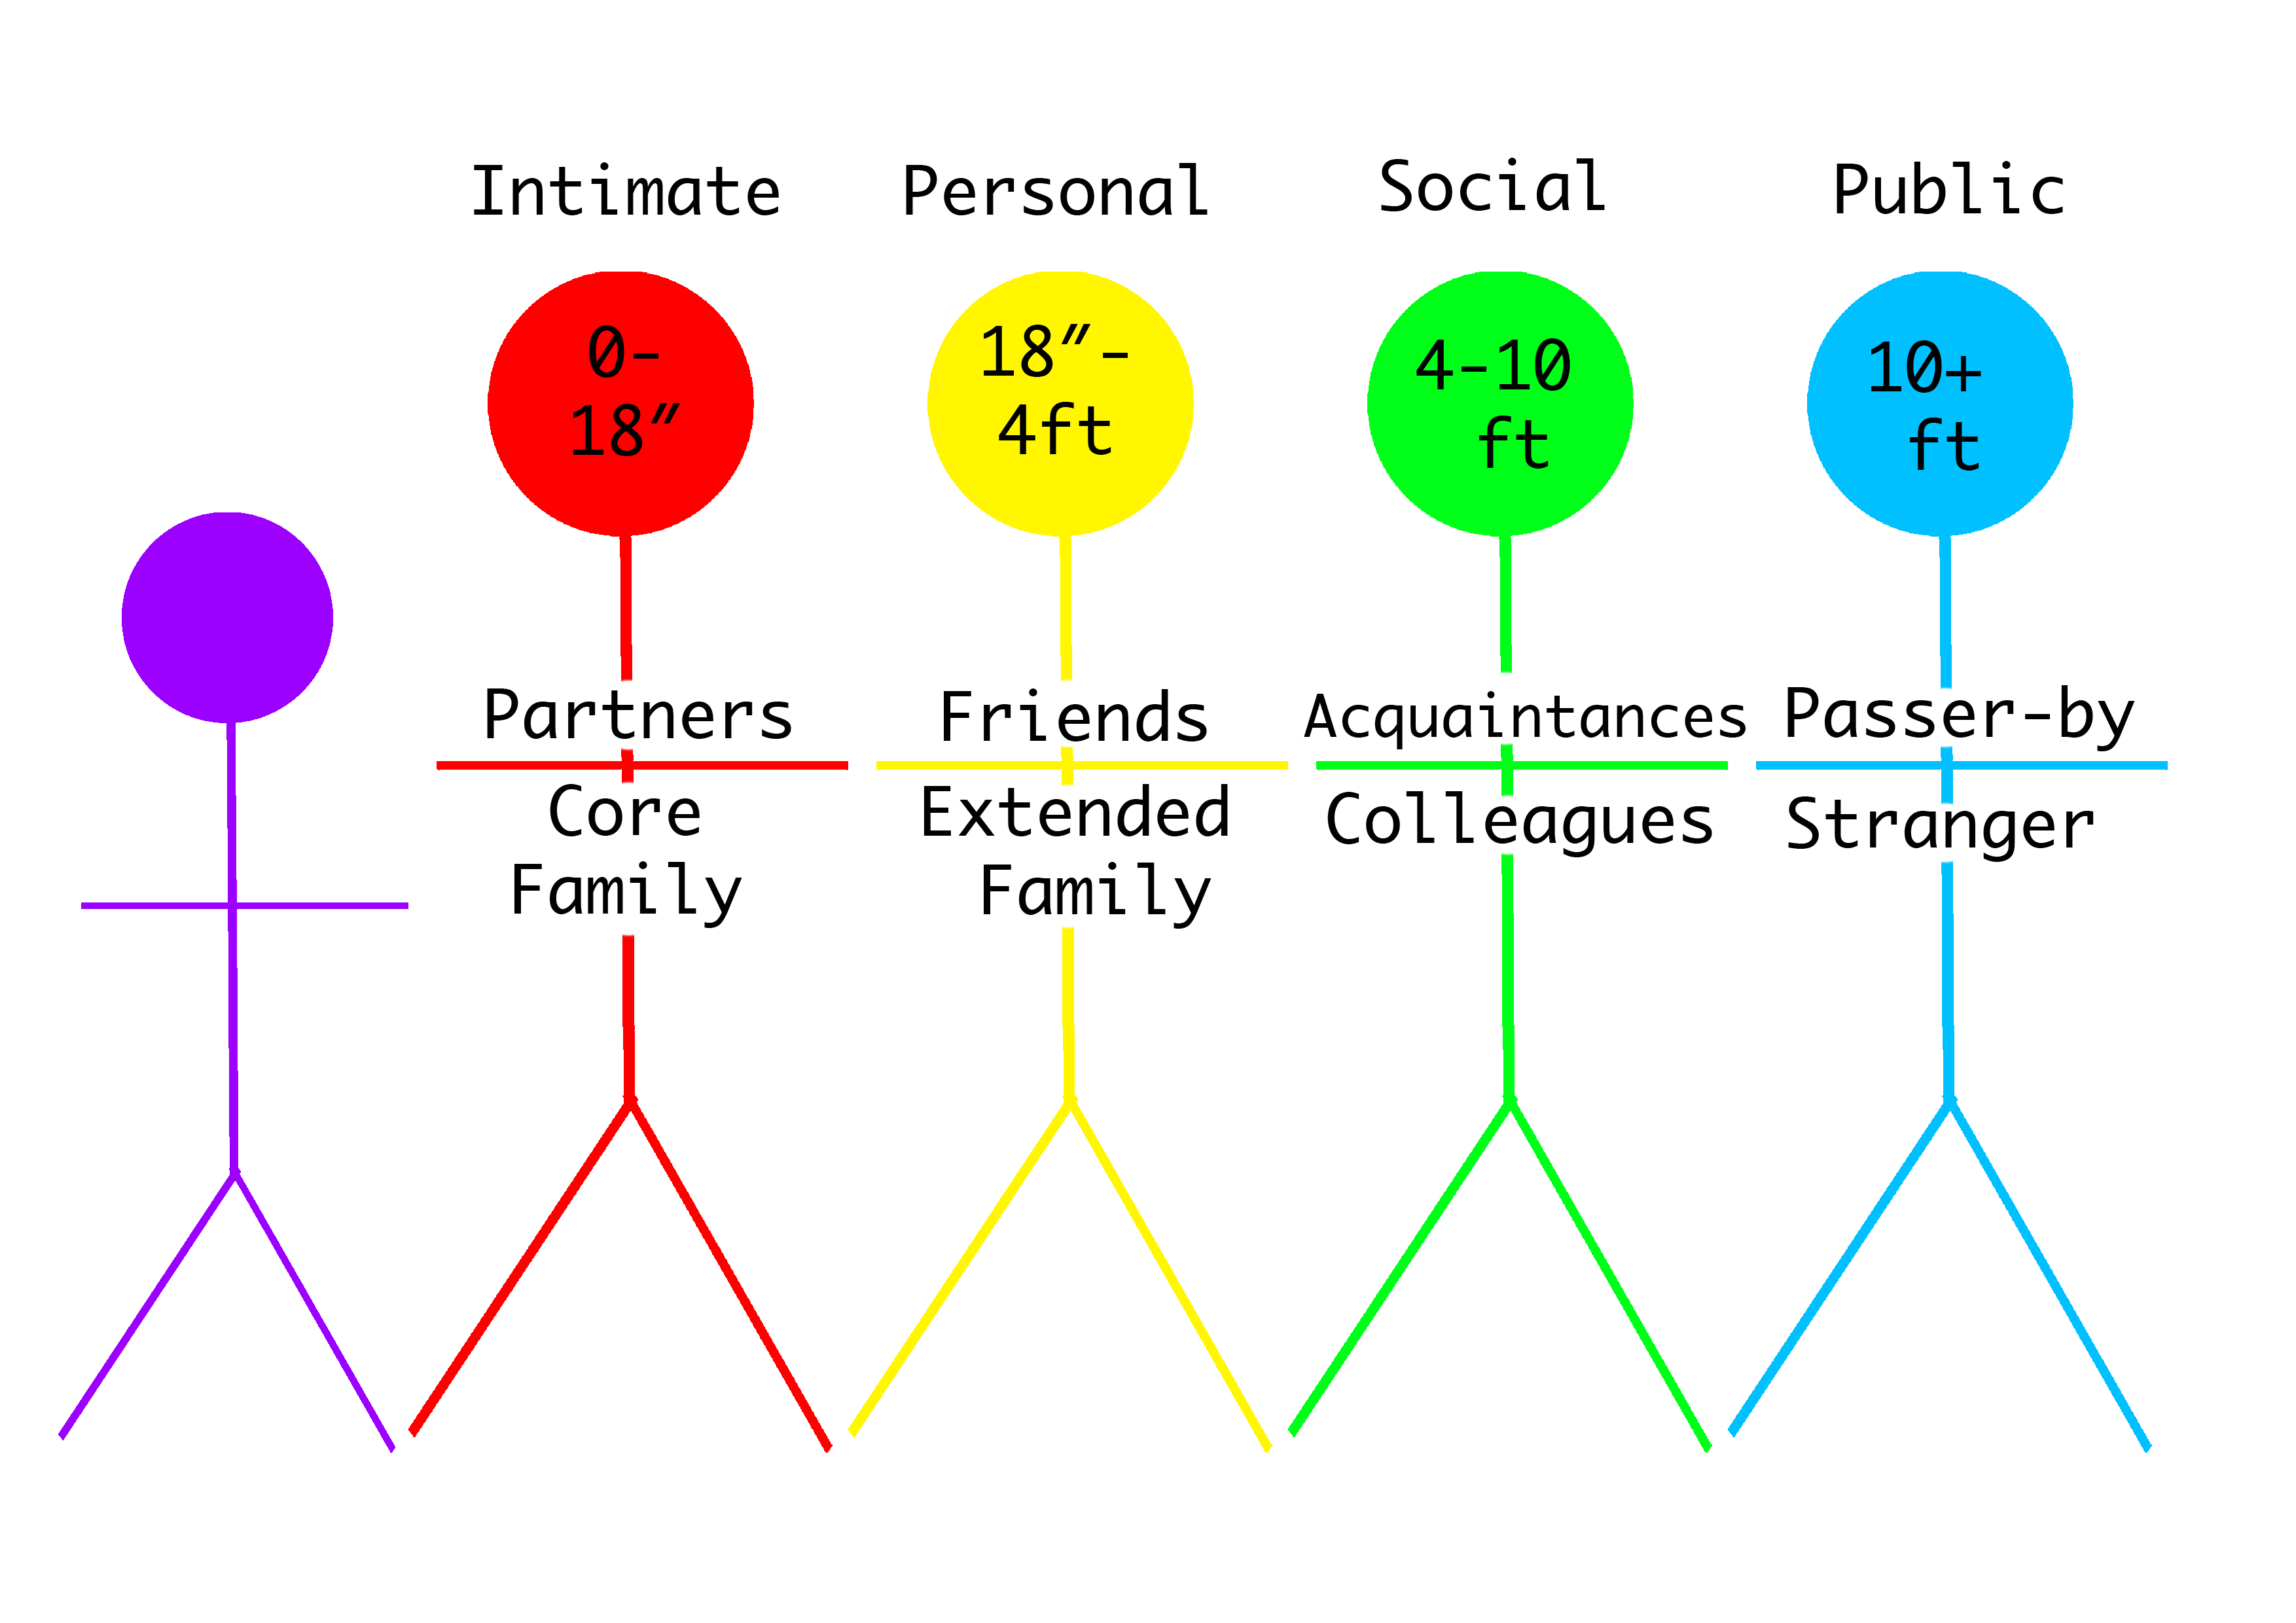 Intimate
0-
18″
Partners
Core
Family
Personal
18″-
4ft
Friends
Extended
Family
Social
4-10
ft
Acquaintances
Colleagues
Public
10+
ft
Passer-by
Stranger